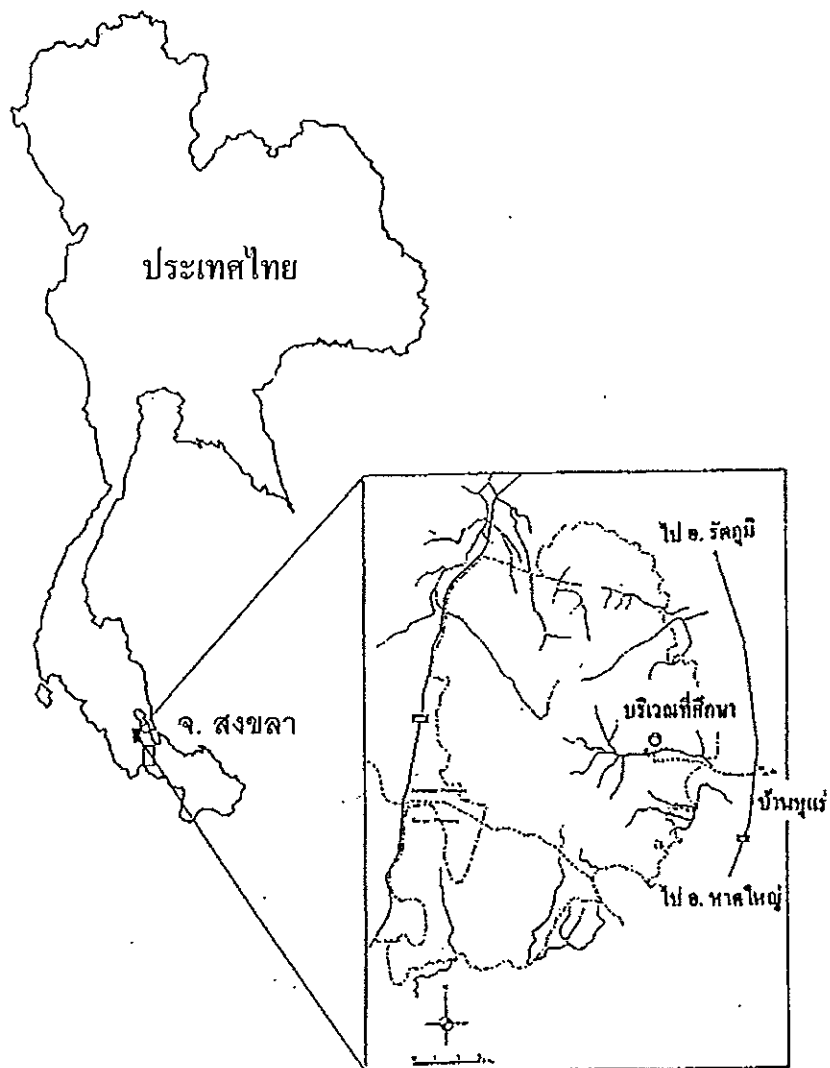 ประเทศไทย
ไป อ. รัตภูมิ
บริเวณที่ศึกษา
จ. สงขลา
บ้านหูแร่
ไป อ. หาดใหญ่